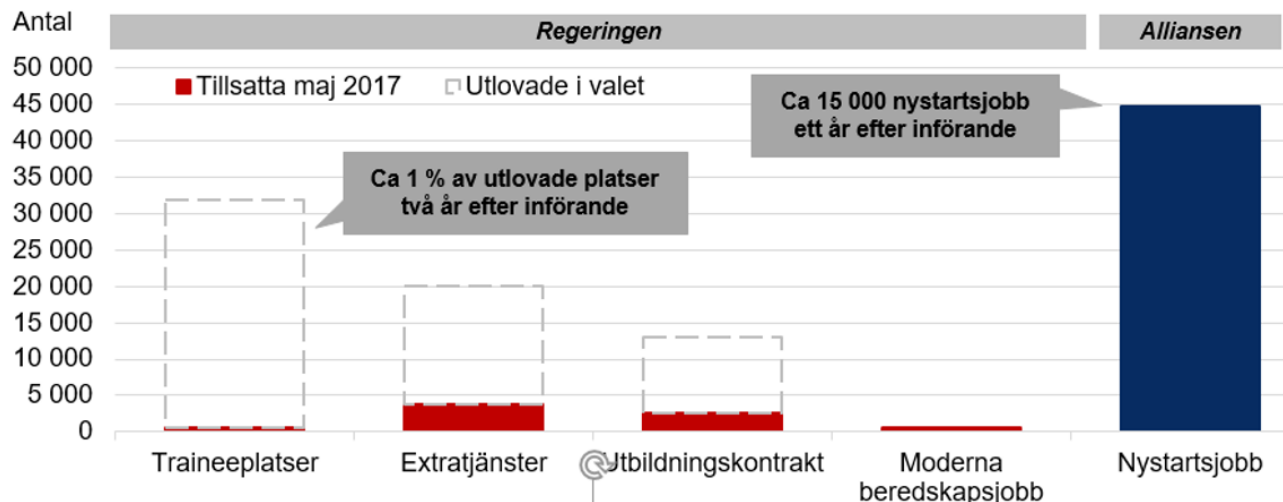 Antal
Regeringen
Alliansen
50 000
45 000
40 000
35 000
30 000
25 000
20 000
15 000
10 000
5 000
0
Tillsatta maj 2017
Utlovade i valet
Ca 1 % av utlovade platser
två år efter införande
Ca 15 000 nystartsjobb
ett år efter införande
Traineeplatser
Extratjänster
Utbildningskontrakt
Moderna
beredskapsjobb
Nystartsjobb